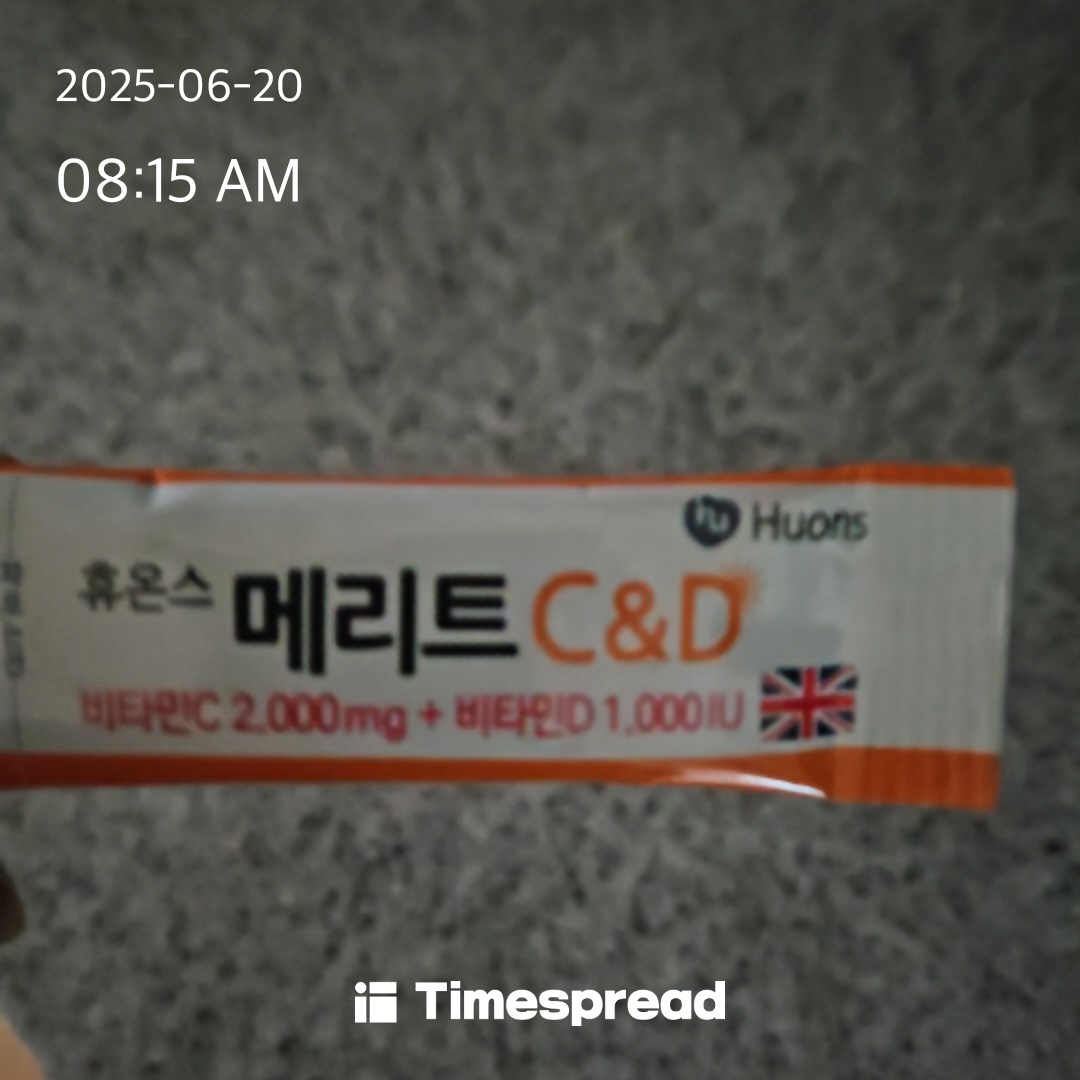 2025-06-20
08:15 AM
Huons
휴온스 메리트 C&D
비타민C 2,000mg + 비타민D 1,000IU
Timespread